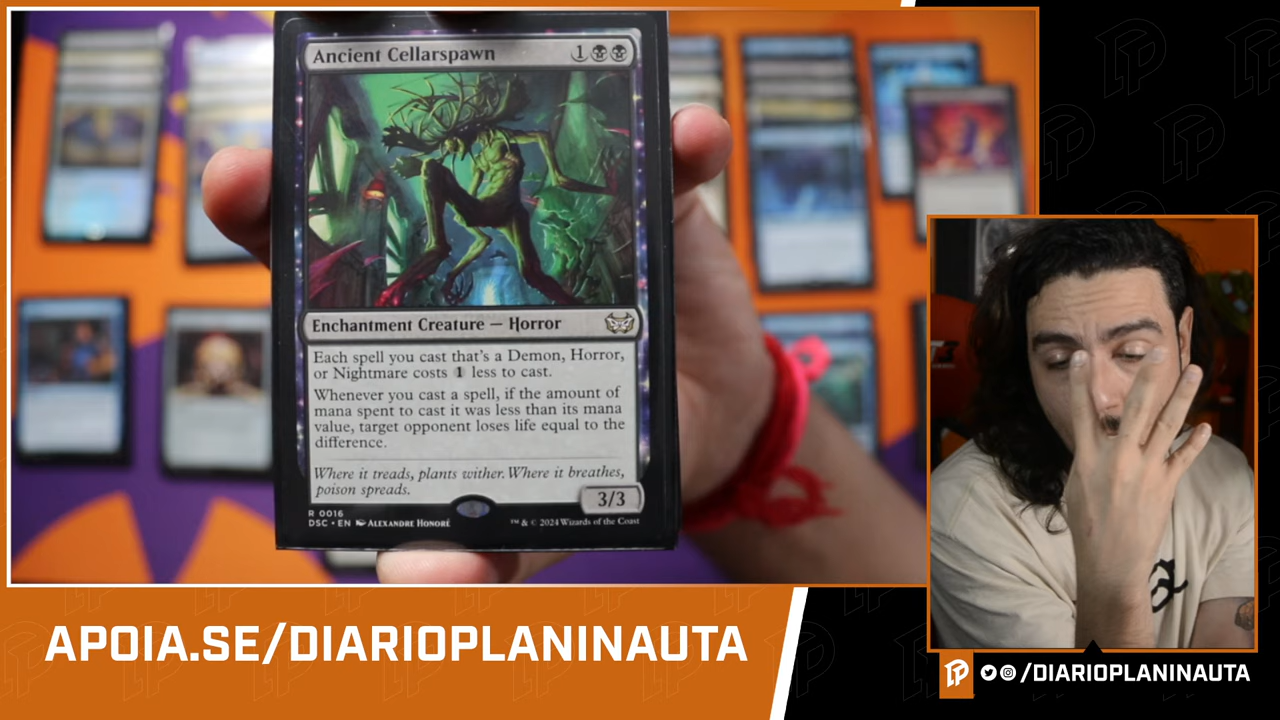 Ancient Cellarspawn 1
Enchantment Creature — Horror
Each spell you cast that's a Demon, Horror,
or Nightmare costs 1 less to cast.
Whenever you cast a spell, if the amount of
mana spent to cast it was less than its mana
value, target opponent loses life equal to the
difference.
Where it treads, plants wither. Where it breathes,
poison spreads.
3/3
R 0016
DSC • EN ALEXANDRE HONORÉ
™ & © 2024 Wizards of the Coast
APOIA.SE/DIARIOPLANINAUTA
/DIARIOPLANINAUTA